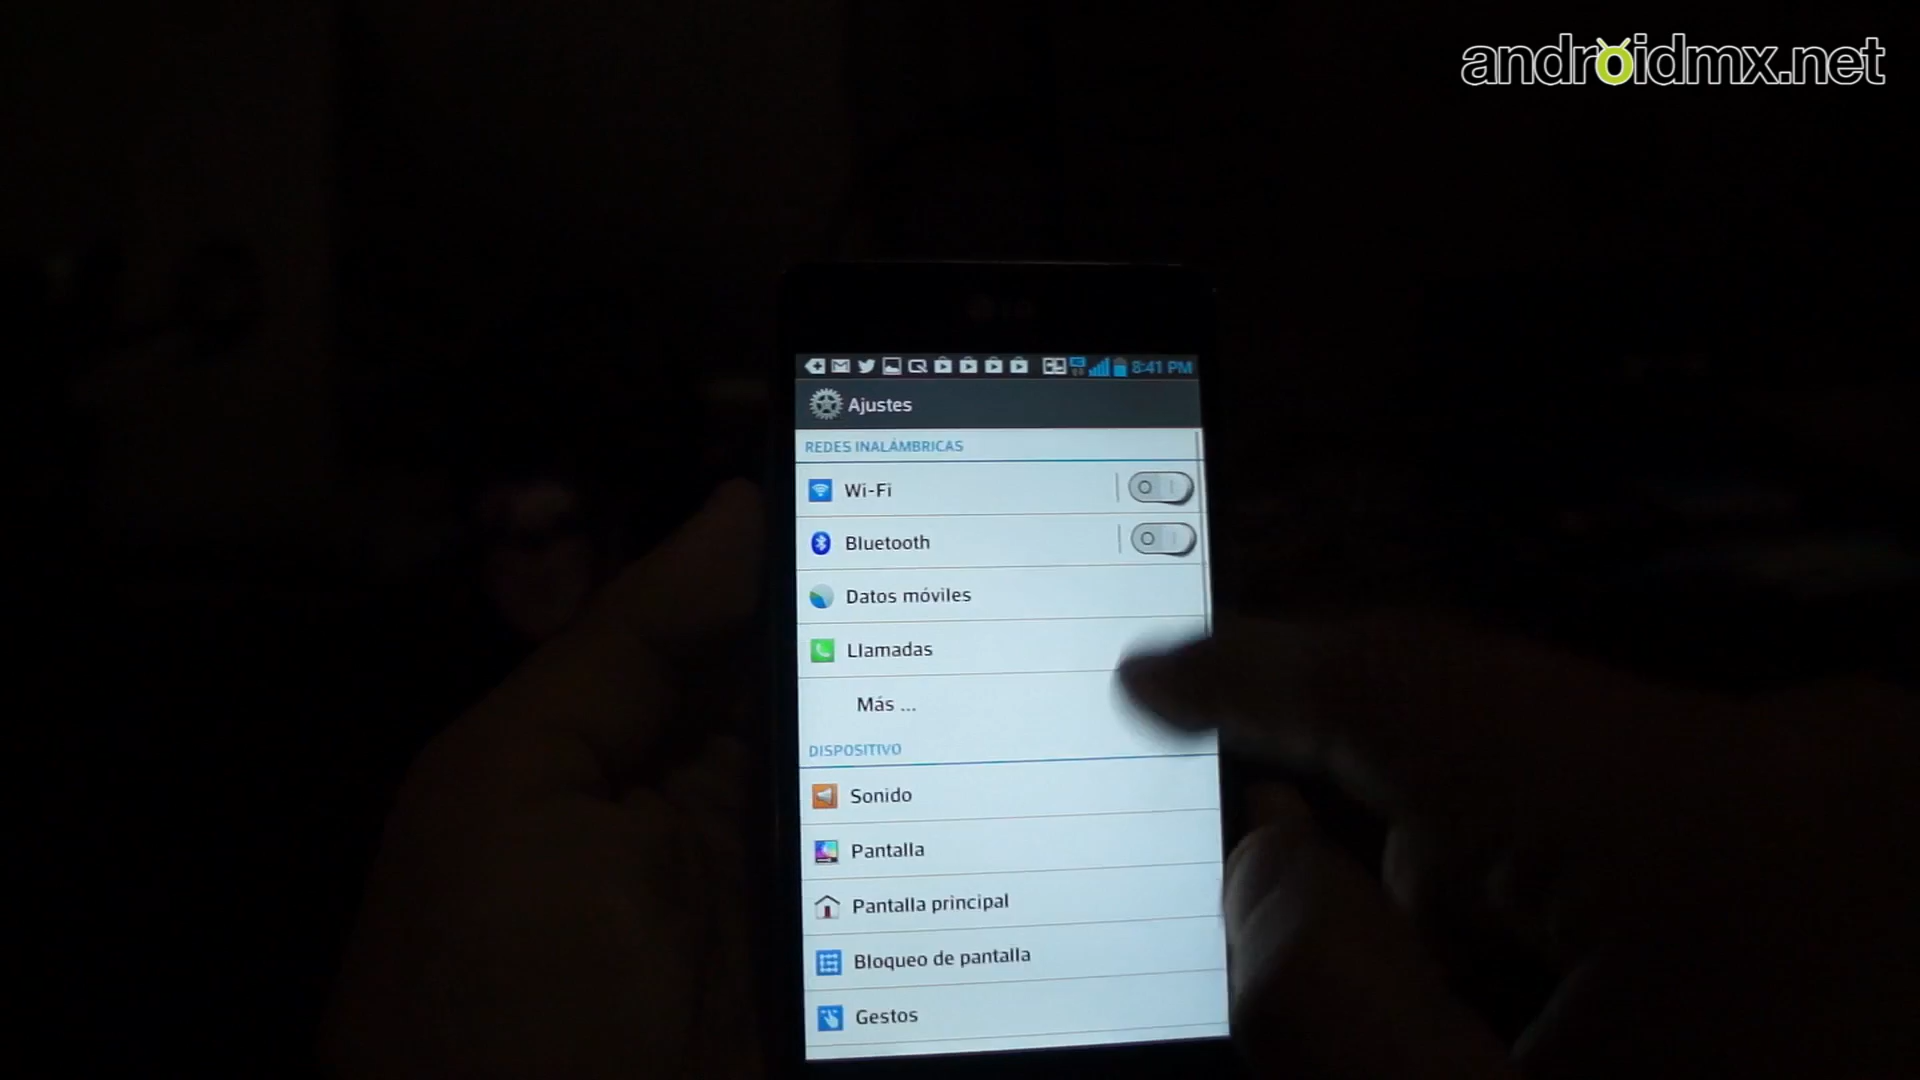 androidmx.net
8:41 PM
Ajustes
REDES INALÁMBRICAS
Wi-Fi
Bluetooth
Datos móviles
Llamadas
Más ...
DISPOSITIVO
Sonido
Pantalla
Pantalla principal
Bloqueo de pantalla
Gestos